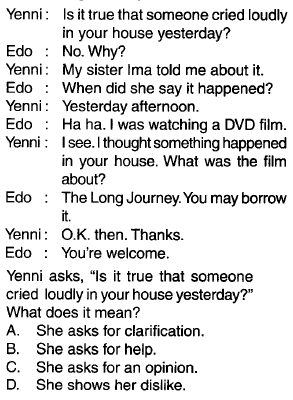 Yenni : Is it true that someone cried loudly
in your house yesterday?
Edo : No. Why?
Yenni : My sister Ima told me about it.
Edo : When did she say it happened?
Yenni : Yesterday afternoon.
Edo : Ha ha. I was watching a DVD film.
Yenni : I see. I thought something happened
in your house. What was the film
about?
Edo : The Long Journey. You may borrow
it.
Yenni : O.K. then. Thanks.
Edo : You're welcome.
Yenni asks, “Is it true that someone
cried loudly in your house yesterday?”
What does it mean?
A. She asks for clarification.
B. She asks for help.
C. She asks for an opinion.
D. She shows her dislike.